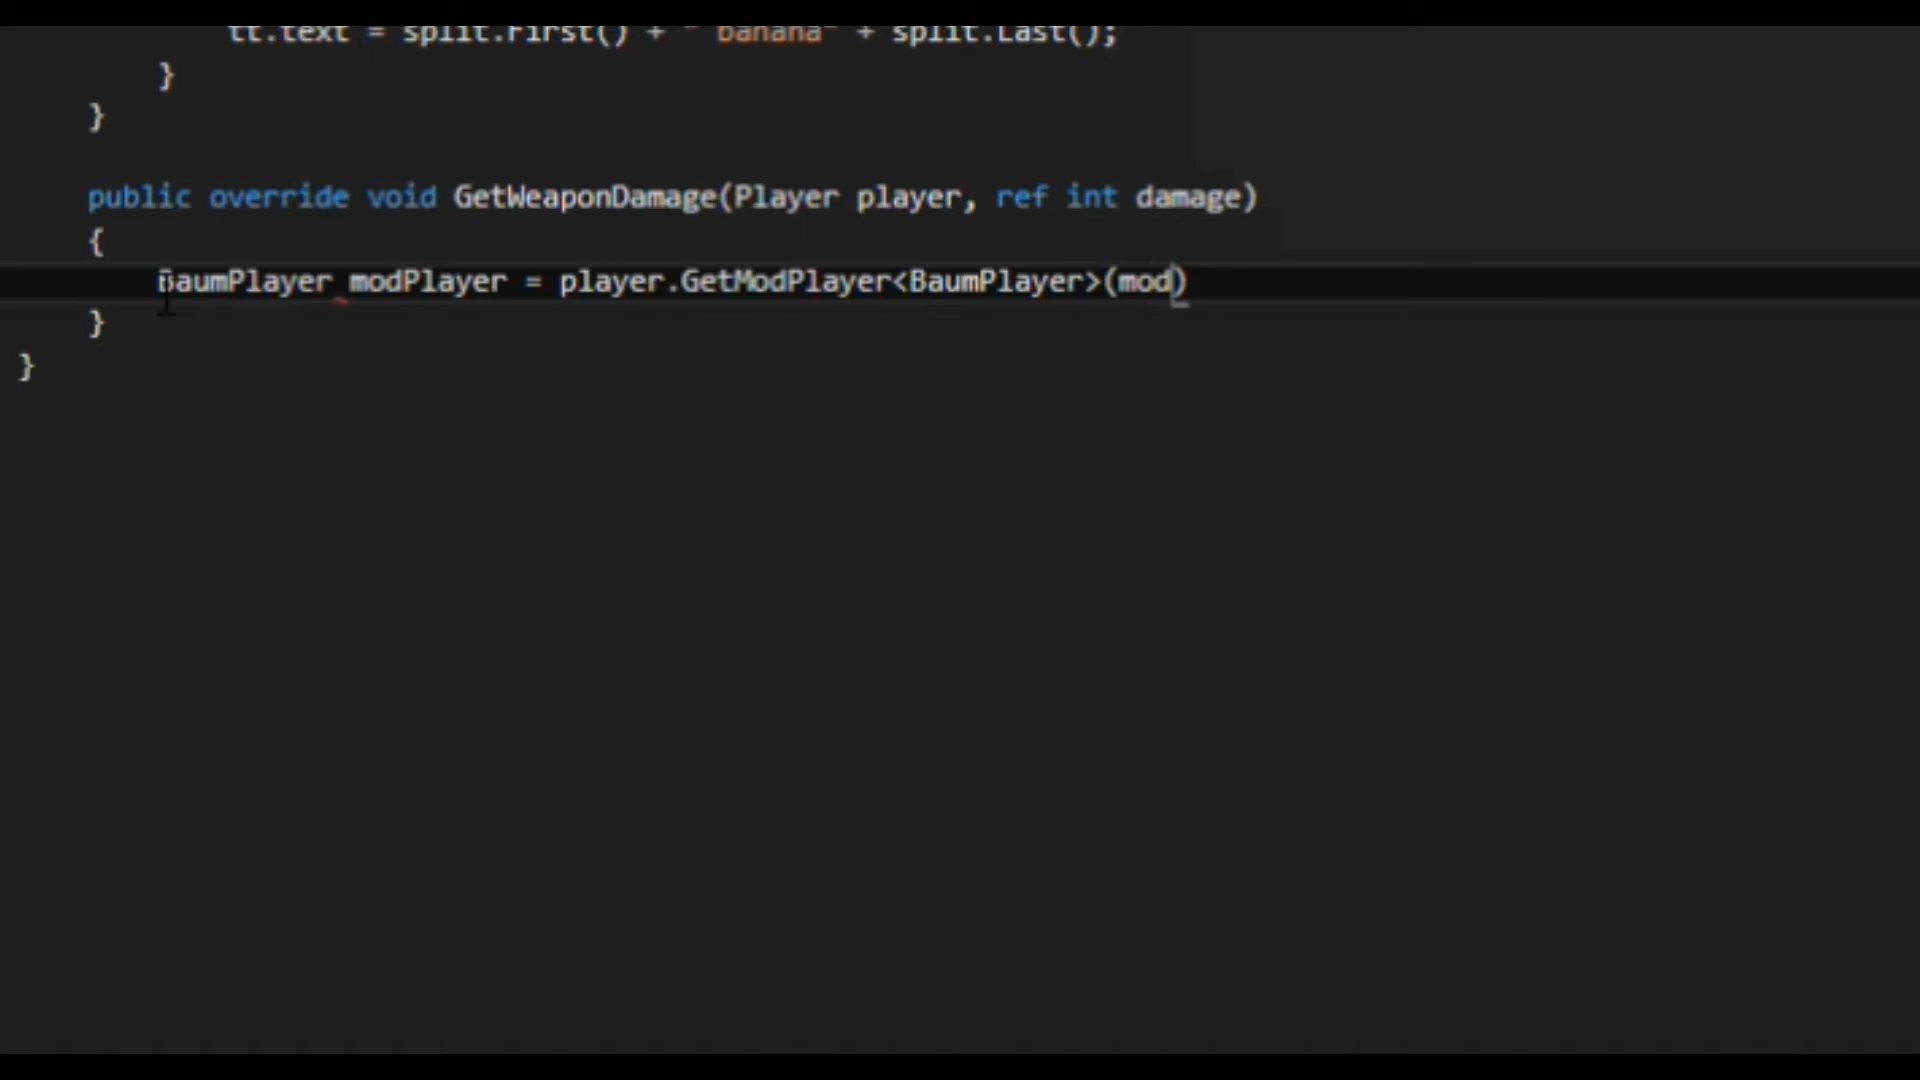 tt.text = split.First() + " banana" + split.Last();
}
}
public override void GetWeaponDamage(Player player, ref int damage)
{
BaumPlayer modPlayer = player.GetModPlayer<BaumPlayer>(mod)
}
}